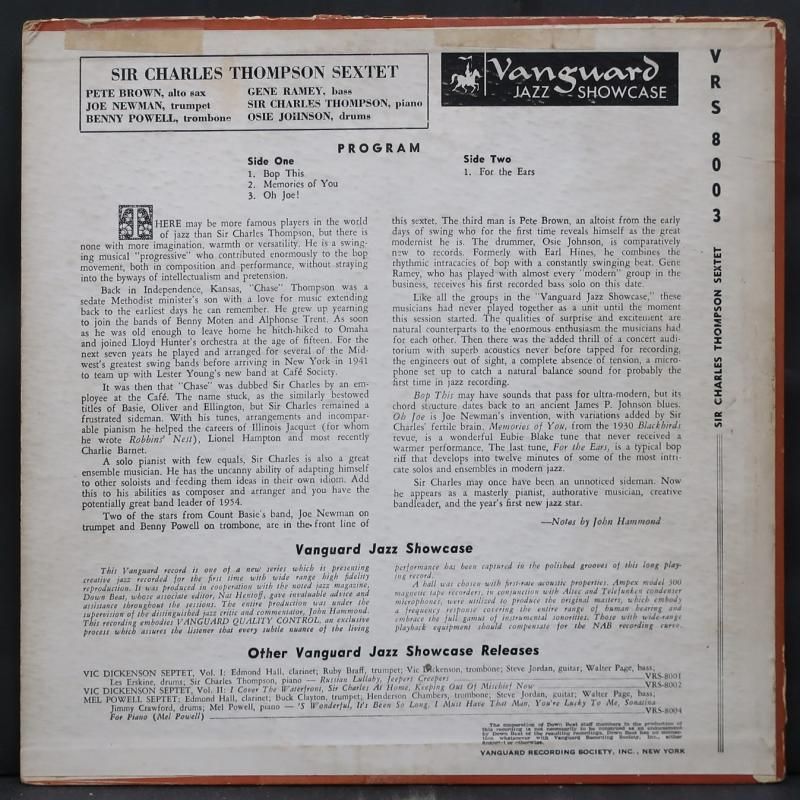 SIR CHARLES THOMPSON SEXTET
PETE BROWN, alto sax
JOE NEWMAN, trumpet
BENNY POWELL, trombone
GENE RAMEY, bass
SIR CHARLES THOMPSON, piano
OSIE JOHNSON, drums
Vanguard
JAZZ SHOWCASE
VRS 8003
SIR CHARLES THOMPSON SEXTET
PROGRAM
Side One
1. Bop This
2. Memories of You
3. Oh Joe!
Side Two
1. For the Ears
THERE may be more famous players in the world
of jazz than Sir Charles Thompson, but there is
none with more imagination, warmth or versatility. He is a swing-
ing musical "progressive" who contributed enormously to the bop
movement, both in composition and performance, without straying
into the byways of intellectualism and pretension.
Back in Independence, Kansas, "Chase" Thompson was a
sedate Methodist minister's son with a love for music extending
back to the earliest days he can remember. He grew up yearning
to join the bands of Benny Moten and Alphonse Trent. As soon
as he was old enough to leave home he hitch-hiked to Omaha
and joined Lloyd Hunter's orchestra at the age of fifteen. For the
next seven years he played and arranged for several of the Mid-
west's greatest swing bands before arriving in New York in 1941
to team up with Lester Young's new band at Café Society.
It was then that "Chase" was dubbed Sir Charles by an em-
ployee at the Café. The name stuck, as the similarly bestowed
titles of Basie, Oliver and Ellington, but Sir Charles remained a
frustrated sideman. With his tunes, arrangements and incompar-
able pianism he helped the careers of Illinois Jacquet (for whom
he wrote Robbins' Nest), Lionel Hampton and most recently
Charlie Barnet.
A solo pianist with few equals, Sir Charles is also a great
ensemble musician. He has the uncanny ability of adapting himself
to other soloists and feeding them ideas in their own idiom. Add
this to his abilities as composer and arranger and you have the
potentially great band leader of 1954.
Two of the stars from Count Basie's band, Joe Newman on
trumpet and Benny Powell on trombone, are in the front line of
this sextet. The third man is Pete Brown, an altoist from the early
days of swing who for the first time reveals himself as the great
modernist he is. The drummer, Osie Johnson, is comparatively
new to records. Formerly with Earl Hines, he combines the
rhythmic intracacies of bop with a constantly swinging beat. Gene
Ramey, who has played with almost every "modern" group in the
business, receives his first recorded bass solo on this date.
Like all the groups in the "Vanguard Jazz Showcase," these
musicians had never played together as a unit until the moment
this session started. The qualities of surprise and excitement are
natural counterparts to the enormous enthusiasm the musicians had
for each other. Then there was the added thrill of a concert audi-
torium with superb acoustics never before tapped for recording,
the engineers out of sight, a complete absence of tension, a micro-
phone set up to catch a natural balance sound for probably the
first time in jazz recording.
Bop This may have sounds that pass for ultra-modern, but its
chord structure dates back to an ancient James P. Johnson blues.
Oh Joe is Joe Newman's invention, with variations added by Sir
Charles' fertile brain. Memories of You, from the 1930 Blackbirds
revue, is a wonderful Eubie Blake tune that never received a
warmer performance. The last tune, For the Ears, is a typical bop
riff that develops into twelve minutes of some of the most intri-
cate solos and ensembles in modern jazz.
Sir Charles may once have been an unnoticed sideman. Now
he appears as a masterly pianist, authorative musician, creative
bandleader, and the year's first new jazz star.
—Notes by John Hammond
Vanguard Jazz Showcase
This Vanguard record is one of a new series which is presenting
creative jazz recorded for the first time with wide range high fidelity
reproduction. It was produced in cooperation with the noted jazz magazine,
Down Beat, whose associate editor, Nat Hentoff, gave invaluable advice and
assistance throughout the sessions. The entire production was under the
supervision of the distinguished jazz critic and commentator, John Hammond.
This recording embodies VANGUARD QUALITY CONTROL, an exclusive
process which assures the listener that every subtle nuance of the living
performance has been captured in the polished grooves of this long play-
ing record.
A hall was chosen with first-rate acoustic properties. Ampex model 300
magnetic tape recorders, in conjunction with Altec and Telefunken condenser
microphones, were utilized to produce the original masters, which embody
a frequency response covering the entire range of human hearing and
embrace the full gamut of instrumental sonorities. Those with wide-range
playback equipment should compensate for the NAB recording curve.
Other Vanguard Jazz Showcase Releases
VIC DICKENSON SEPTET, Vol. I: Edmond Hall, clarinet; Ruby Braff, trumpet; Vic Dickenson, trombone; Steve Jordan, guitar; Walter Page, bass;
Les Erskine, drums; Sir Charles Thompson, piano — Russian Lullaby, Jeepers Creepers VRS-8001
VIC DICKENSON SEPTET, Vol. II: I Cover The Waterfront, Sir Charles At Home, Keeping Out Of Mischief Now VRS-8002
MEL POWELL SEPTET: Edmond Hall, clarinet; Buck Clayton, trumpet, Henderson Chambers, trombone; Steve Jordan, guitar; Walter Page, bass;
Jimmy Crawford, drums; Mel Powell, piano — 'S Wonderful, It's Been So Long, I Must Have That Man, You're Lucky To Me, Sonatina
For Piano (Mel Powell) VRS-8004
The cooperation of Down Beat staff members in the production of
this recording is not necessarily to be construed as an endorsement
by Down Beat of the resulting recordings. Down Beat has no connec-
tion whatsoever with Vanguard Recording Society, Inc., either
otherwise.
VANGUARD RECORDING SOCIETY, INC., NEW YORK